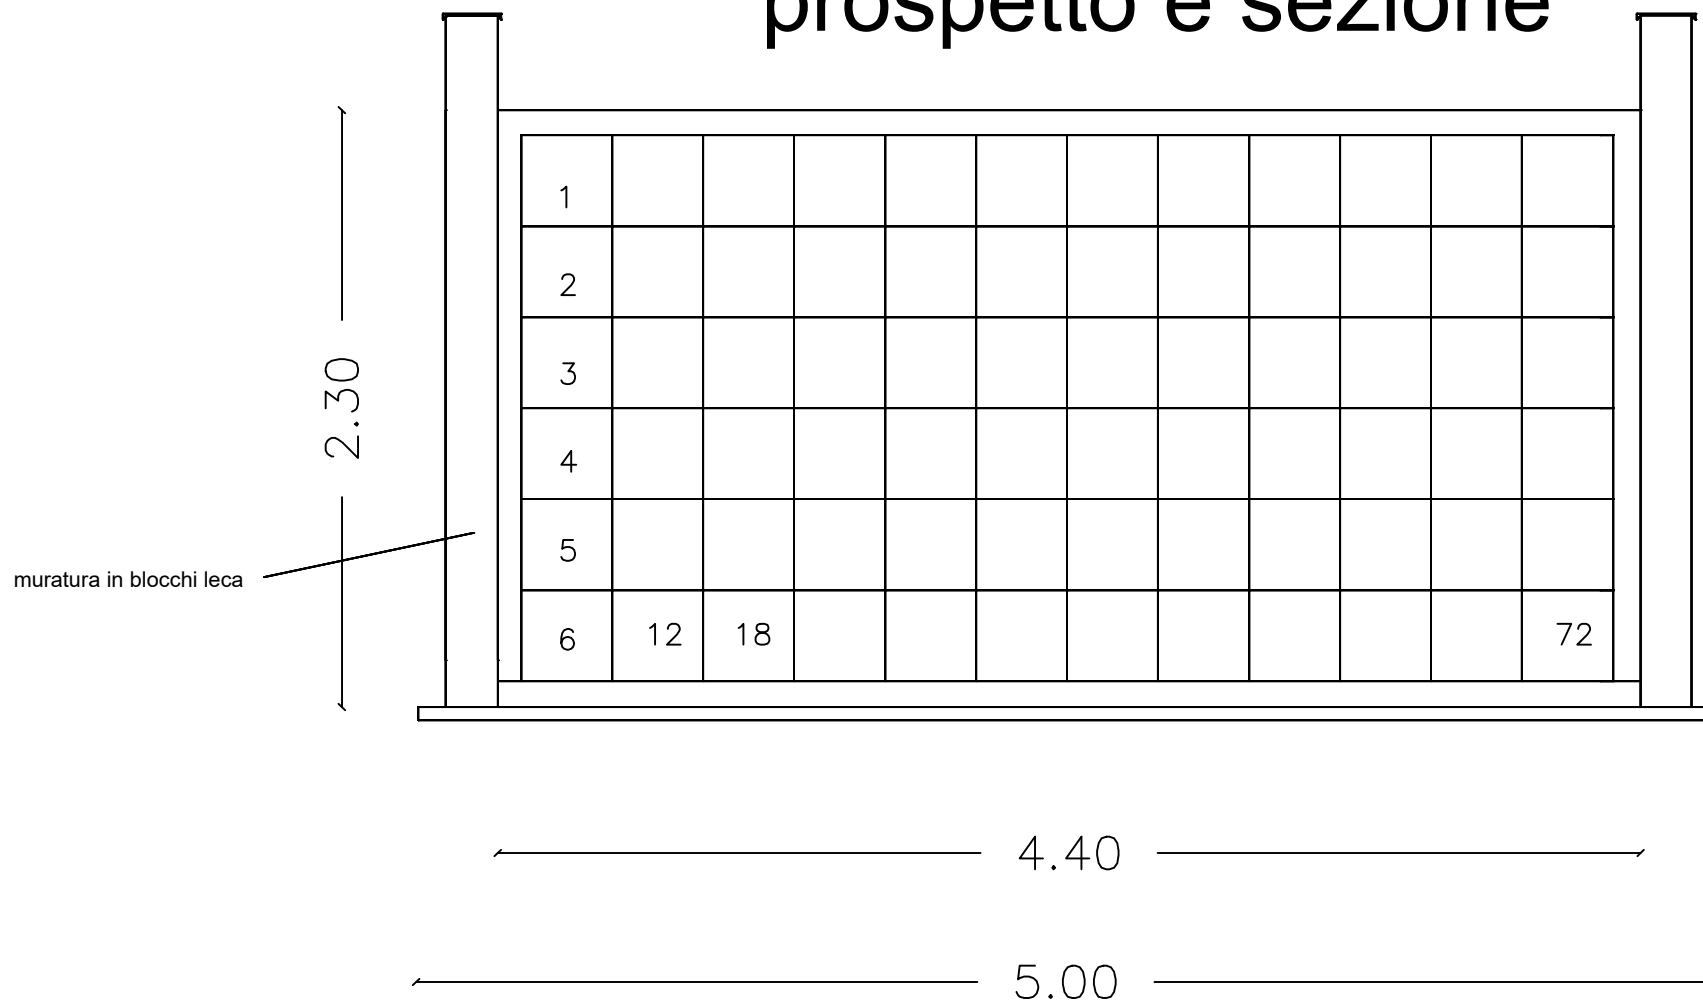 prospetto e sezione
1
2
2.30
3
4
5
muratura in blocchi leca
6 12 18 72
4.40
5.00